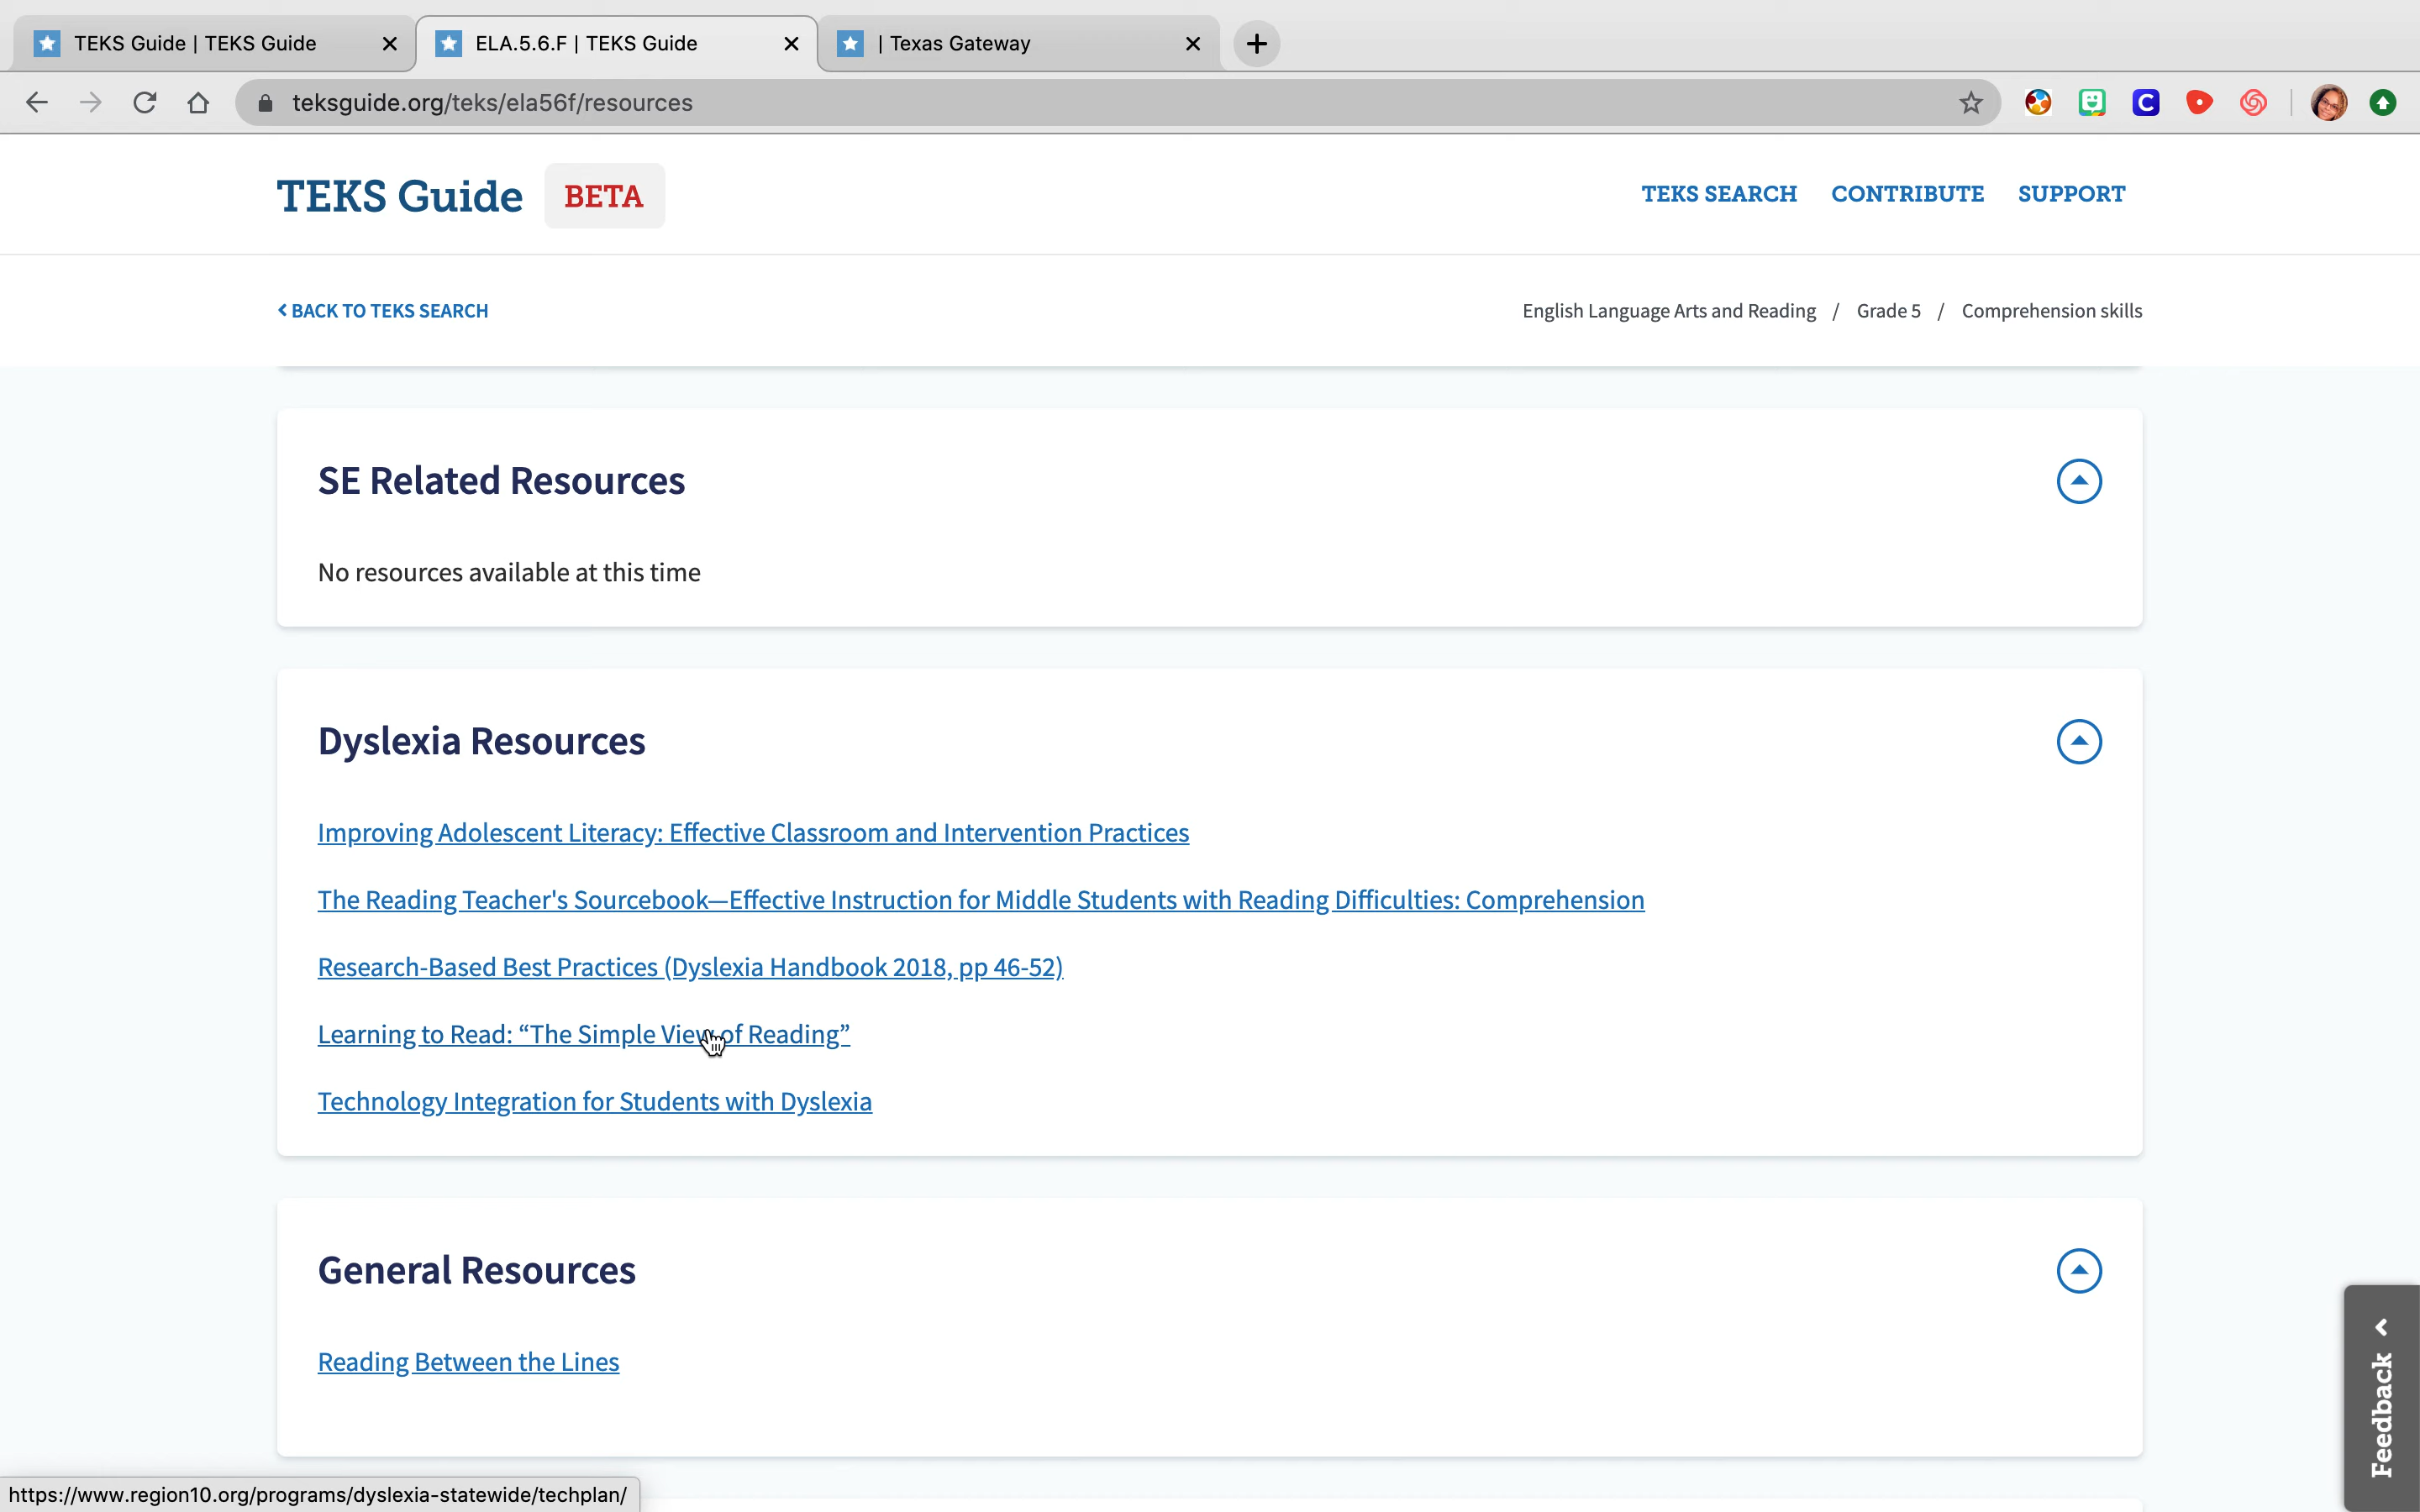 TEKS Guide | TEKS Guide
ELA.5.6.F | TEKS Guide
| Texas Gateway
teksguide.org/teks/ela56f/resources
TEKS Guide BETA
TEKS SEARCH CONTRIBUTE SUPPORT
BACK TO TEKS SEARCH
English Language Arts and Reading / Grade 5 / Comprehension skills
SE Related Resources
No resources available at this time
Dyslexia Resources
Improving Adolescent Literacy: Effective Classroom and Intervention Practices
The Reading Teacher's Sourcebook—Effective Instruction for Middle Students with Reading Difficulties: Comprehension
Research-Based Best Practices (Dyslexia Handbook 2018, pp 46-52)
Learning to Read: “The Simple View of Reading”
Technology Integration for Students with Dyslexia
General Resources
Reading Between the Lines
Feedback
https://www.region10.org/programs/dyslexia-statewide/techplan/